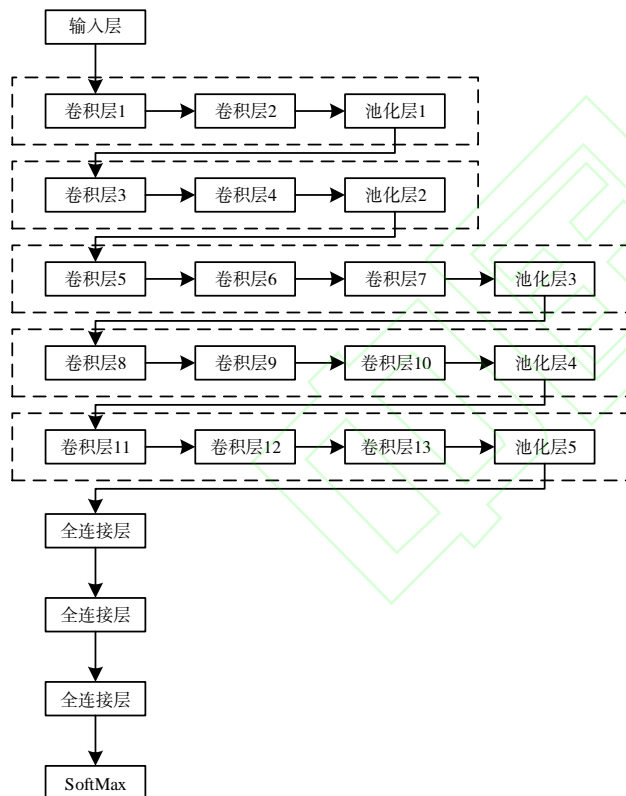 输入层
卷积层1 卷积层2 池化层1
卷积层3 卷积层4 池化层2
卷积层5 卷积层6 卷积层7 池化层3
卷积层8 卷积层9 卷积层10 池化层4
卷积层11 卷积层12 卷积层13 池化层5
全连接层
全连接层
全连接层
SoftMax